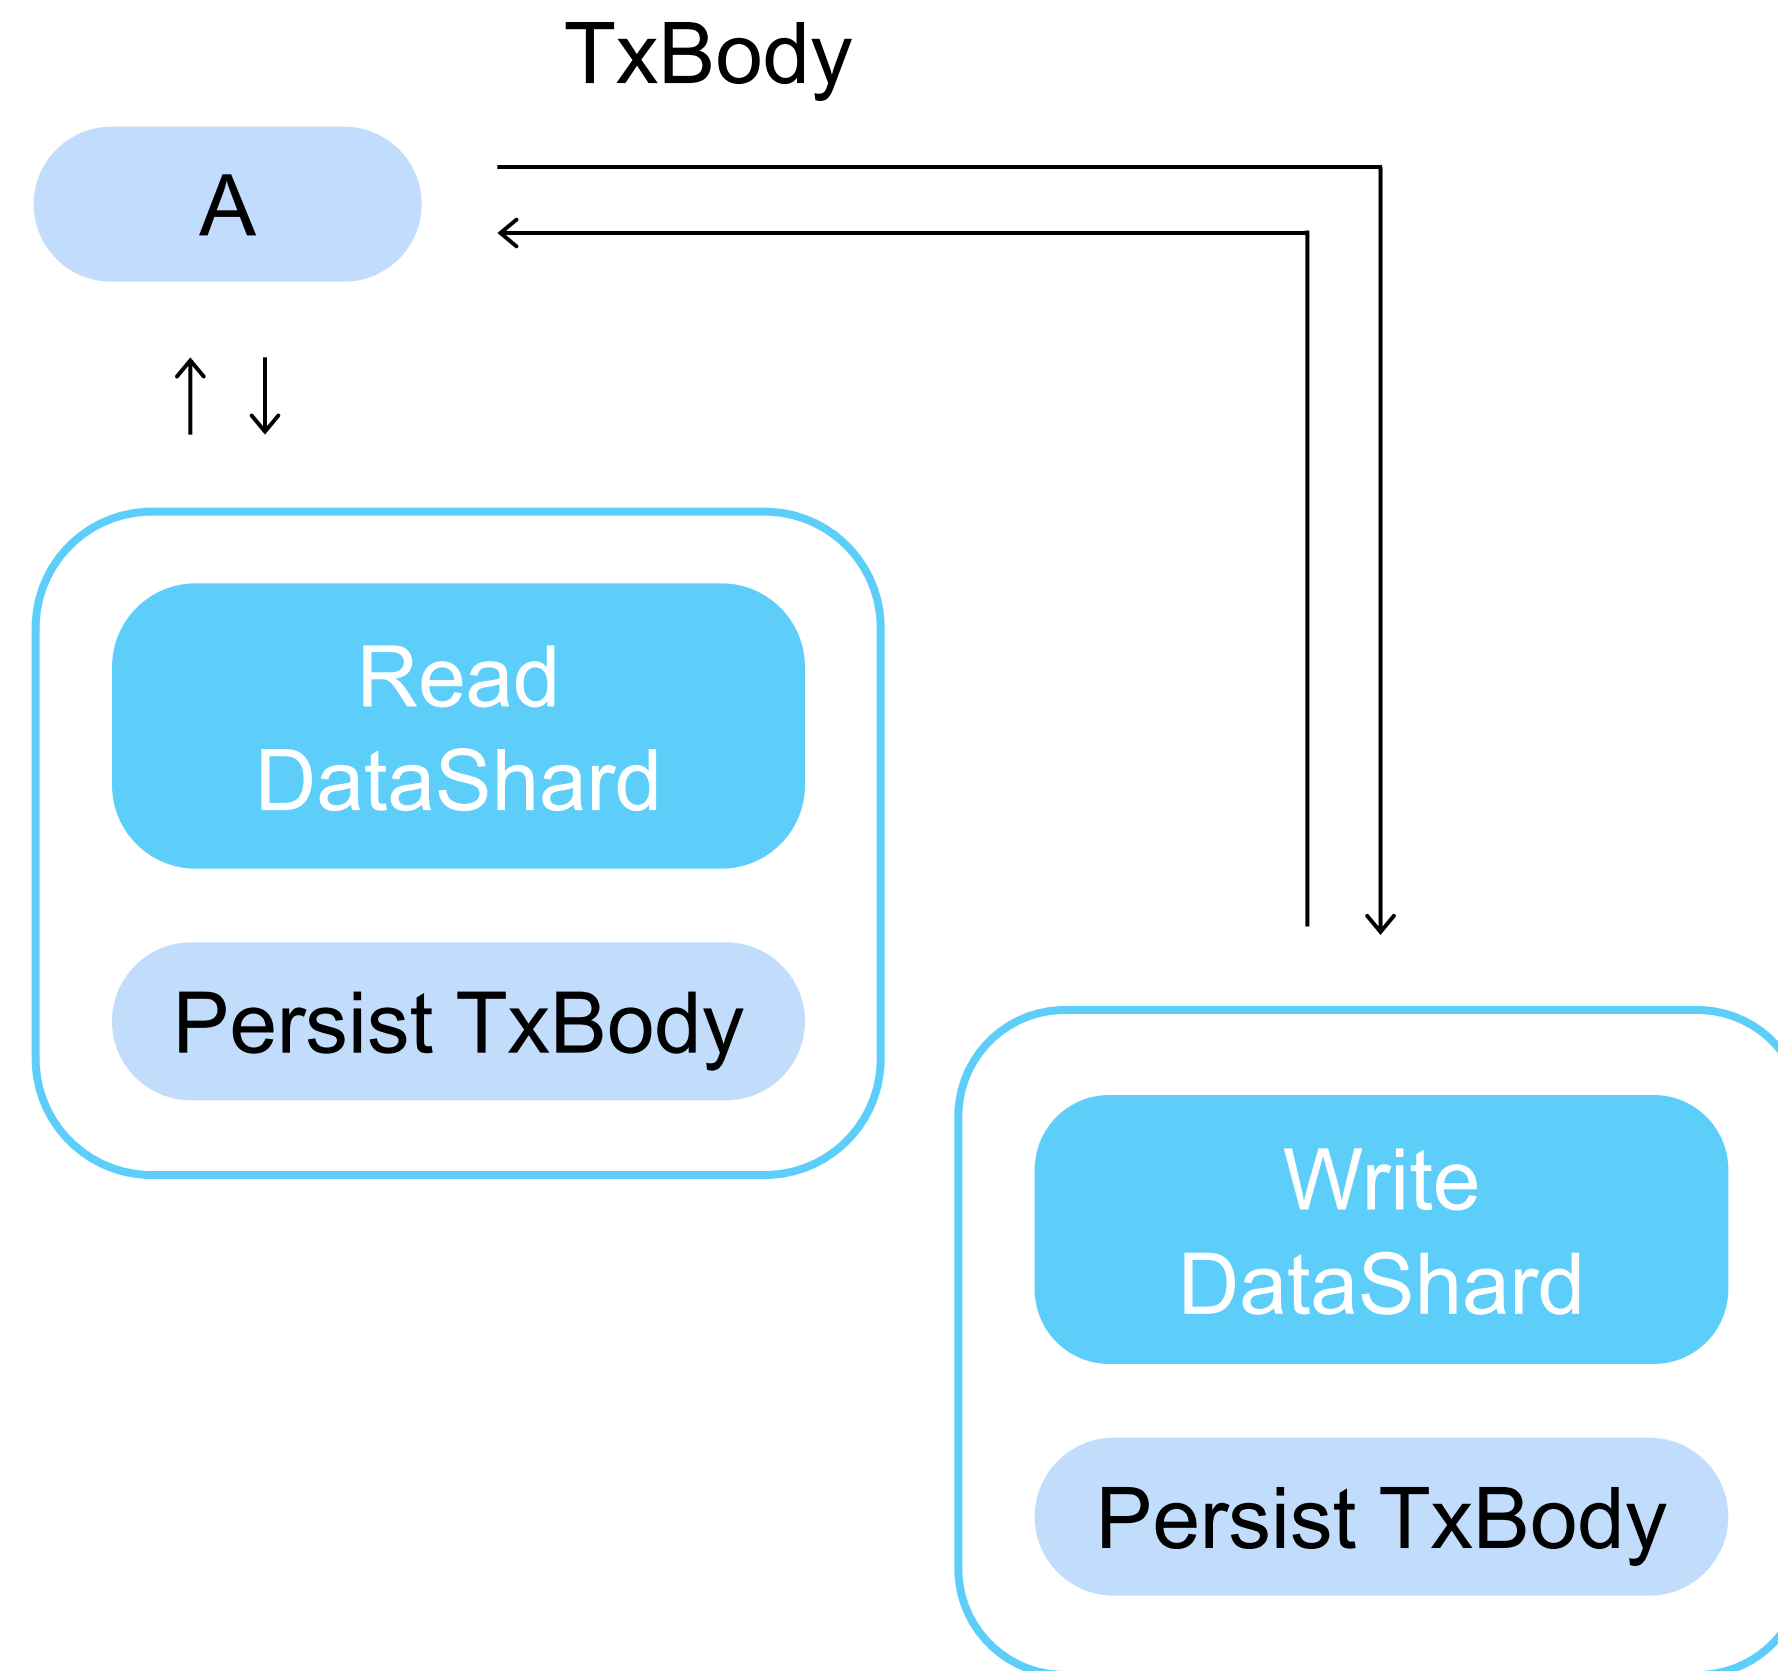 TxBody
A
Read
DataShard
Persist TxBody
Write
DataShard
Persist TxBody